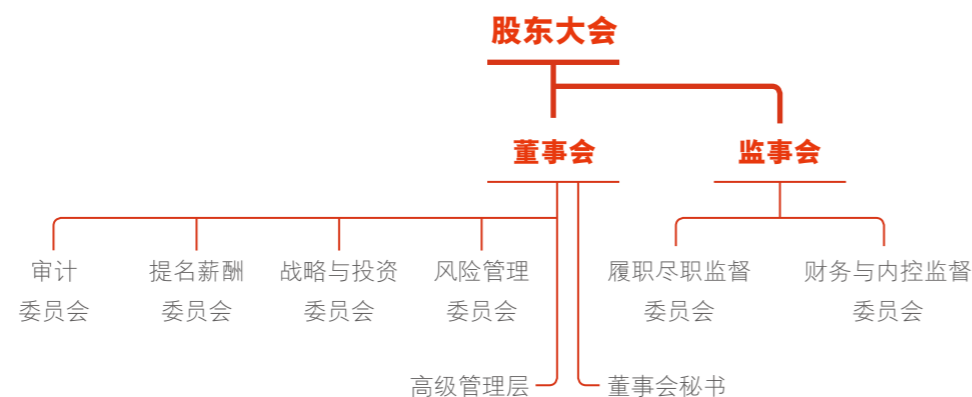 股东大会
董事会
监事会
审计
委员会
提名薪酬
委员会
战略与投资
委员会
风险管理
委员会
履职尽职监督
委员会
财务与内控监督
委员会
高级管理层
董事会秘书